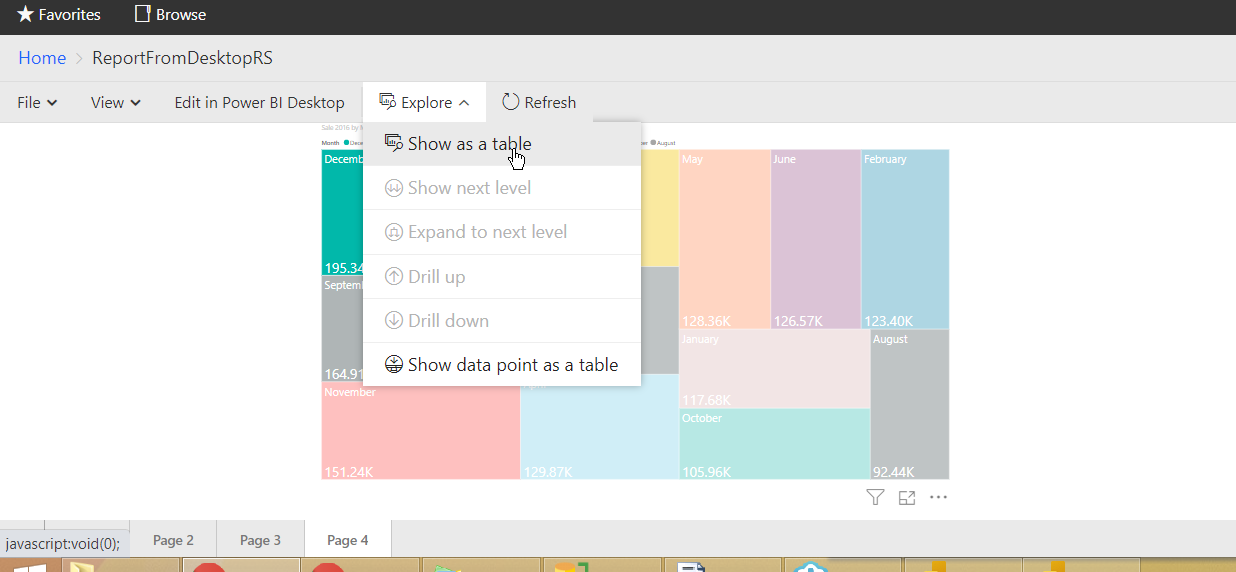 Favorites
Browse
Home > ReportFromDesktopRS
File View Edit in Power BI Desktop Explore Refresh
Sale 2016 by
Month
August
Show as a table
Show next level
Expand to next level
Drill up
Drill down
Show data point as a table
Decemb
195.34
Septem
164.91
November
151.24K
129.87K
May
128.36K
June
126.57K
February
123.40K
January
117.68K
October
105.96K
August
92.44K
javascript:void(0);
Page 2 Page 3 Page 4